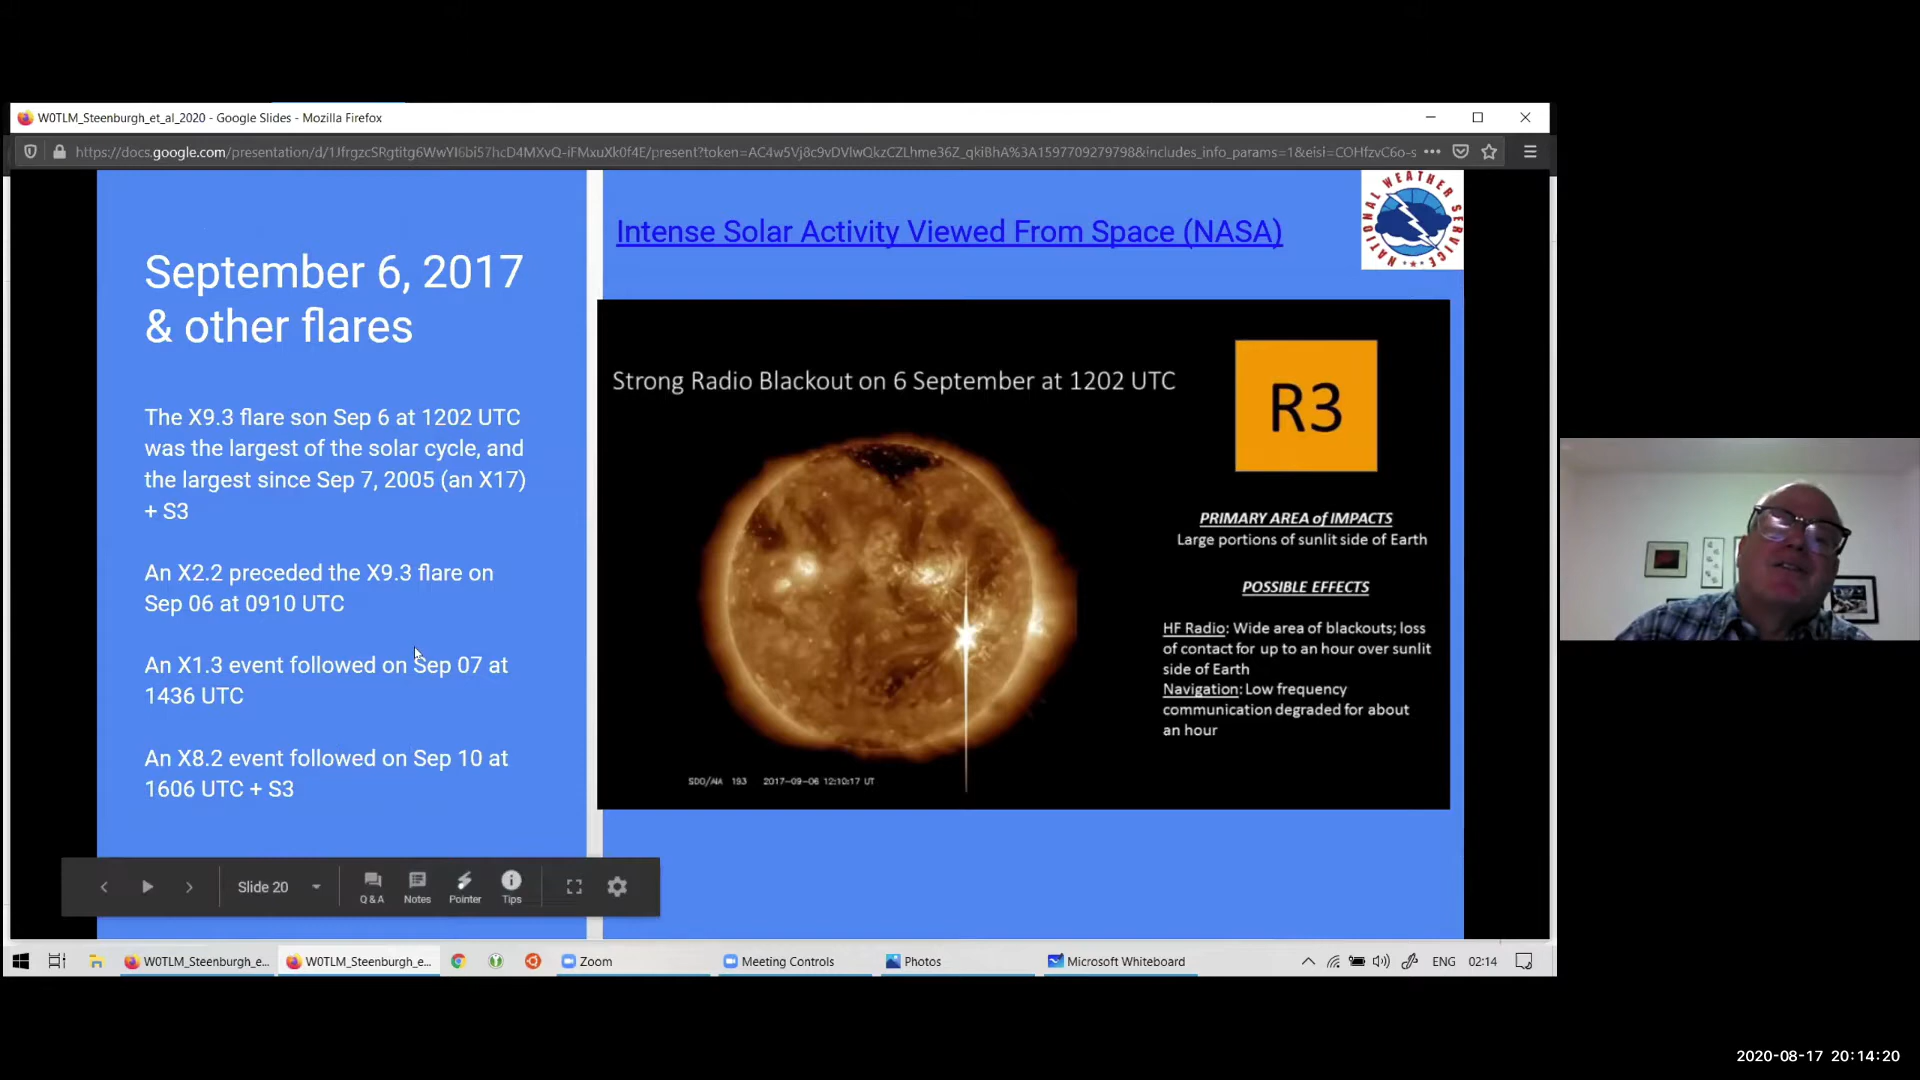 W0TLM_Steenburgh_et_al_2020 - Google Slides - Mozilla Firefox
Intense Solar Activity Viewed From Space (NASA)
NATIONAL WEATHER SERVICE
September 6, 2017
& other flares
The X9.3 flare son Sep 6 at 1202 UTC
was the largest of the solar cycle, and
the largest since Sep 7, 2005 (an X17)
+ S3
An X2.2 preceded the X9.3 flare on
Sep 06 at 0910 UTC
An X1.3 event followed on Sep 07 at
1436 UTC
An X8.2 event followed on Sep 10 at
1606 UTC + S3
Strong Radio Blackout on 6 September at 1202 UTC
R3
PRIMARY AREA of IMPACTS
Large portions of sunlit side of Earth
POSSIBLE EFFECTS
HF Radio: Wide area of blackouts; loss
of contact for up to an hour over sunlit
side of Earth
Navigation: Low frequency
communication degraded for about
an hour
SDO/AIA 193 2017-09-06 12:10:17 UT
Slide 20
Q & A
Notes
Pointer
Tips
W0TLM_Steenburgh_e...
W0TLM_Steenburgh_e...
Zoom
Meeting Controls
Photos
Microsoft Whiteboard
ENG
02:14
2020-08-17 20:14:20